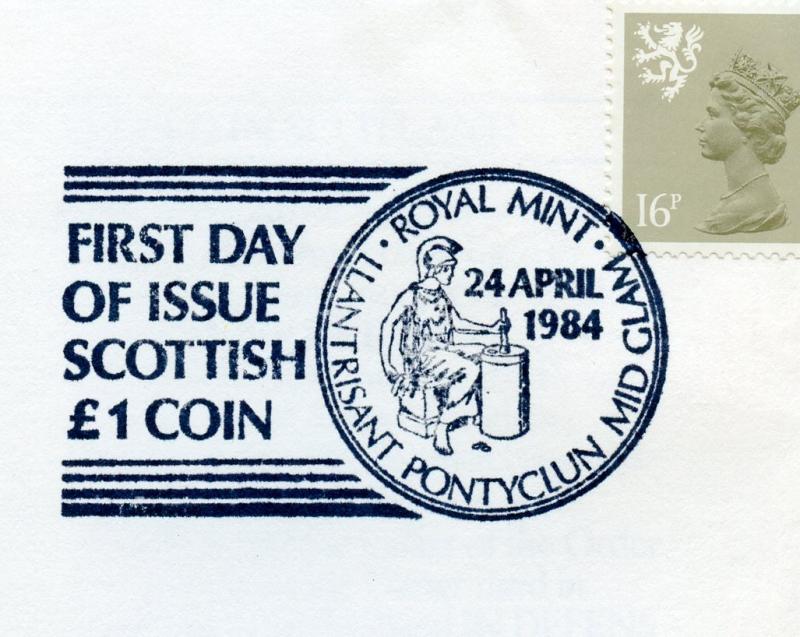 16P
FIRST DAY
OF ISSUE
SCOTTISH
£1 COIN
· ROYAL MINT ·
LLANTRISANT PONTYCLUN MID GLAM
24 APRIL
1984